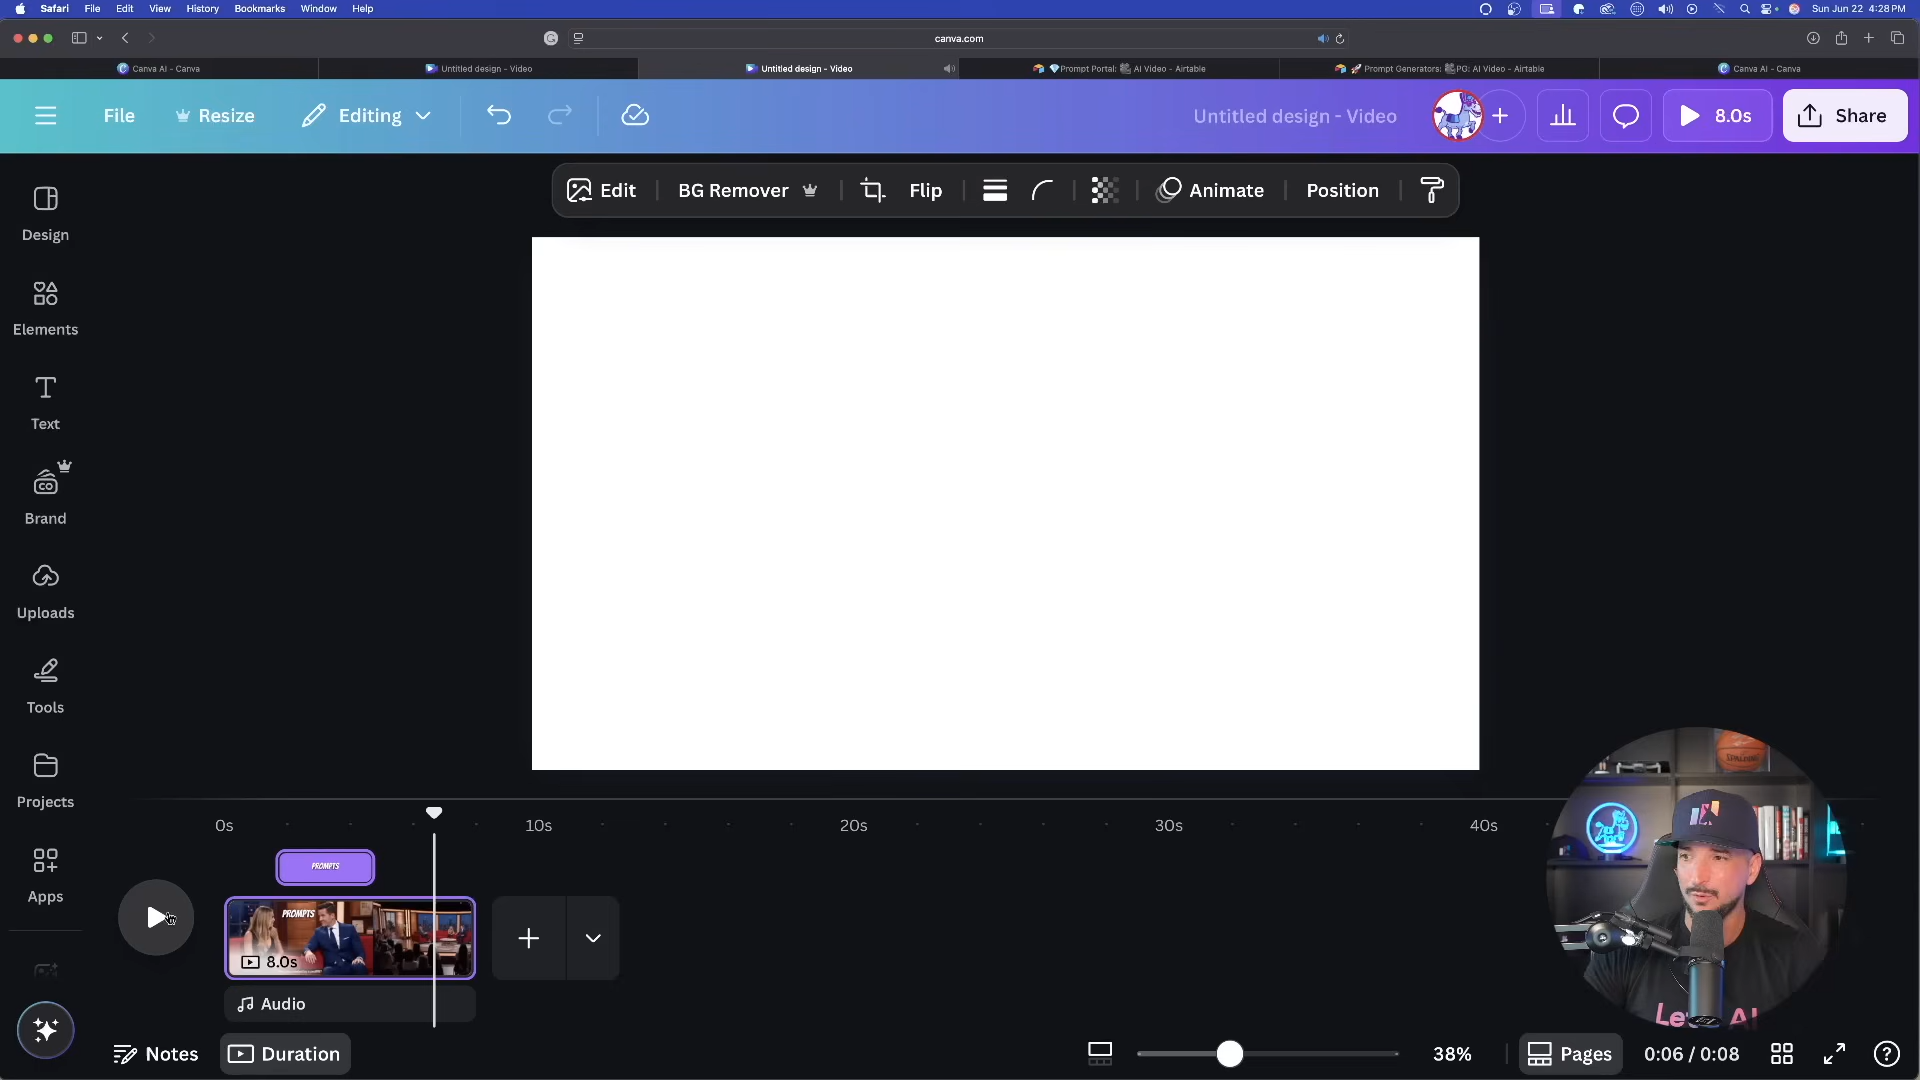 Safari File Edit View History Bookmarks Window Help Sun Jun 22 4:28 PM
canva.com
Canva AI - Canva
Untitled design - Video
Untitled design - Video
💎Prompt Portal: 🎥 AI Video - Airtable
🚀 Prompt Generators: 🎥PG: AI Video - Airtable
Canva AI - Canva
File Resize Editing Untitled design - Video 8.0s Share
Edit BG Remover Flip Animate Position
Design
Elements
Text
Brand
Uploads
Tools
Projects
Apps
0s 10s 20s 30s 40s
PROMPTS
PROMPTS
8.0s
Audio
Notes Duration 38% Pages 0:06 / 0:08